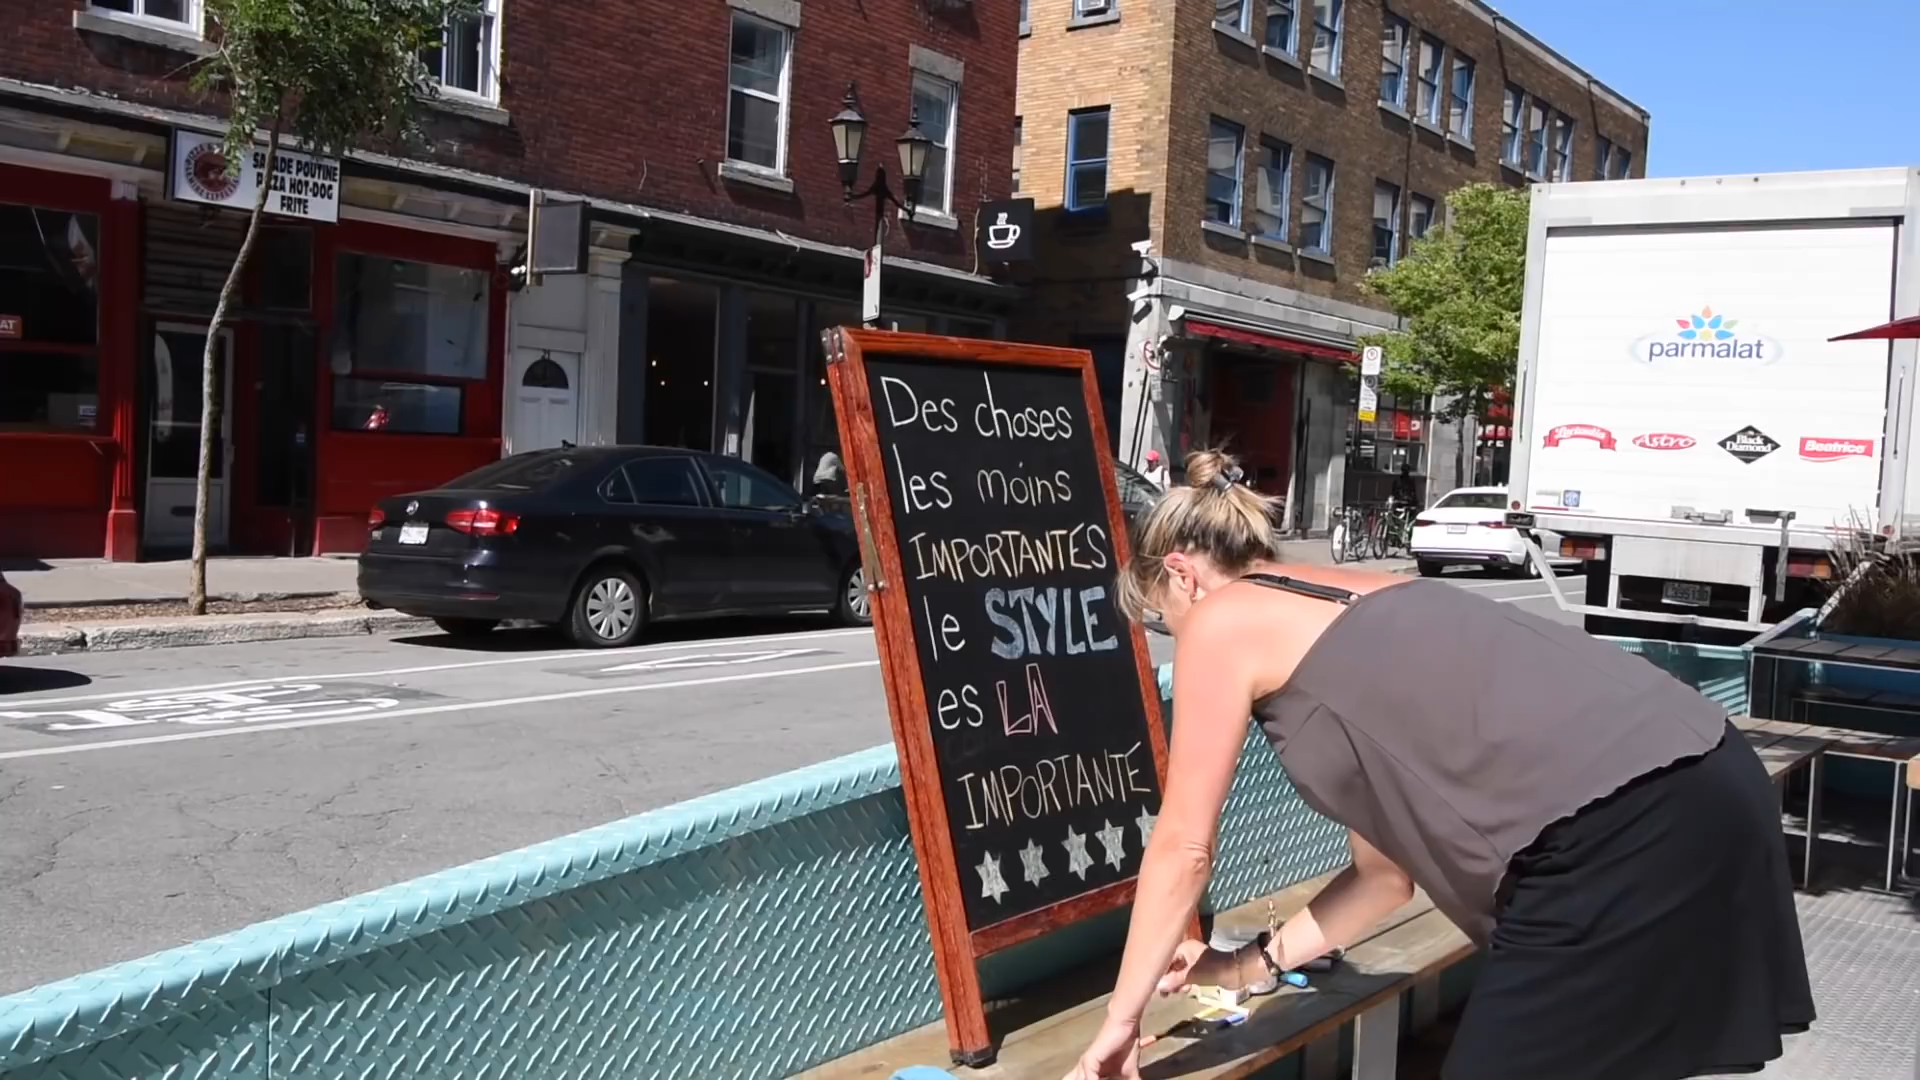 SALADE POUTINE
PIZZA HOT-DOG
FRITE
Des choses
les moins
IMPORTANTES
le STYLE
es LA
IMPORTANTE
parmalat
Lactantia
Astro
Black
Diamond
Beatrice